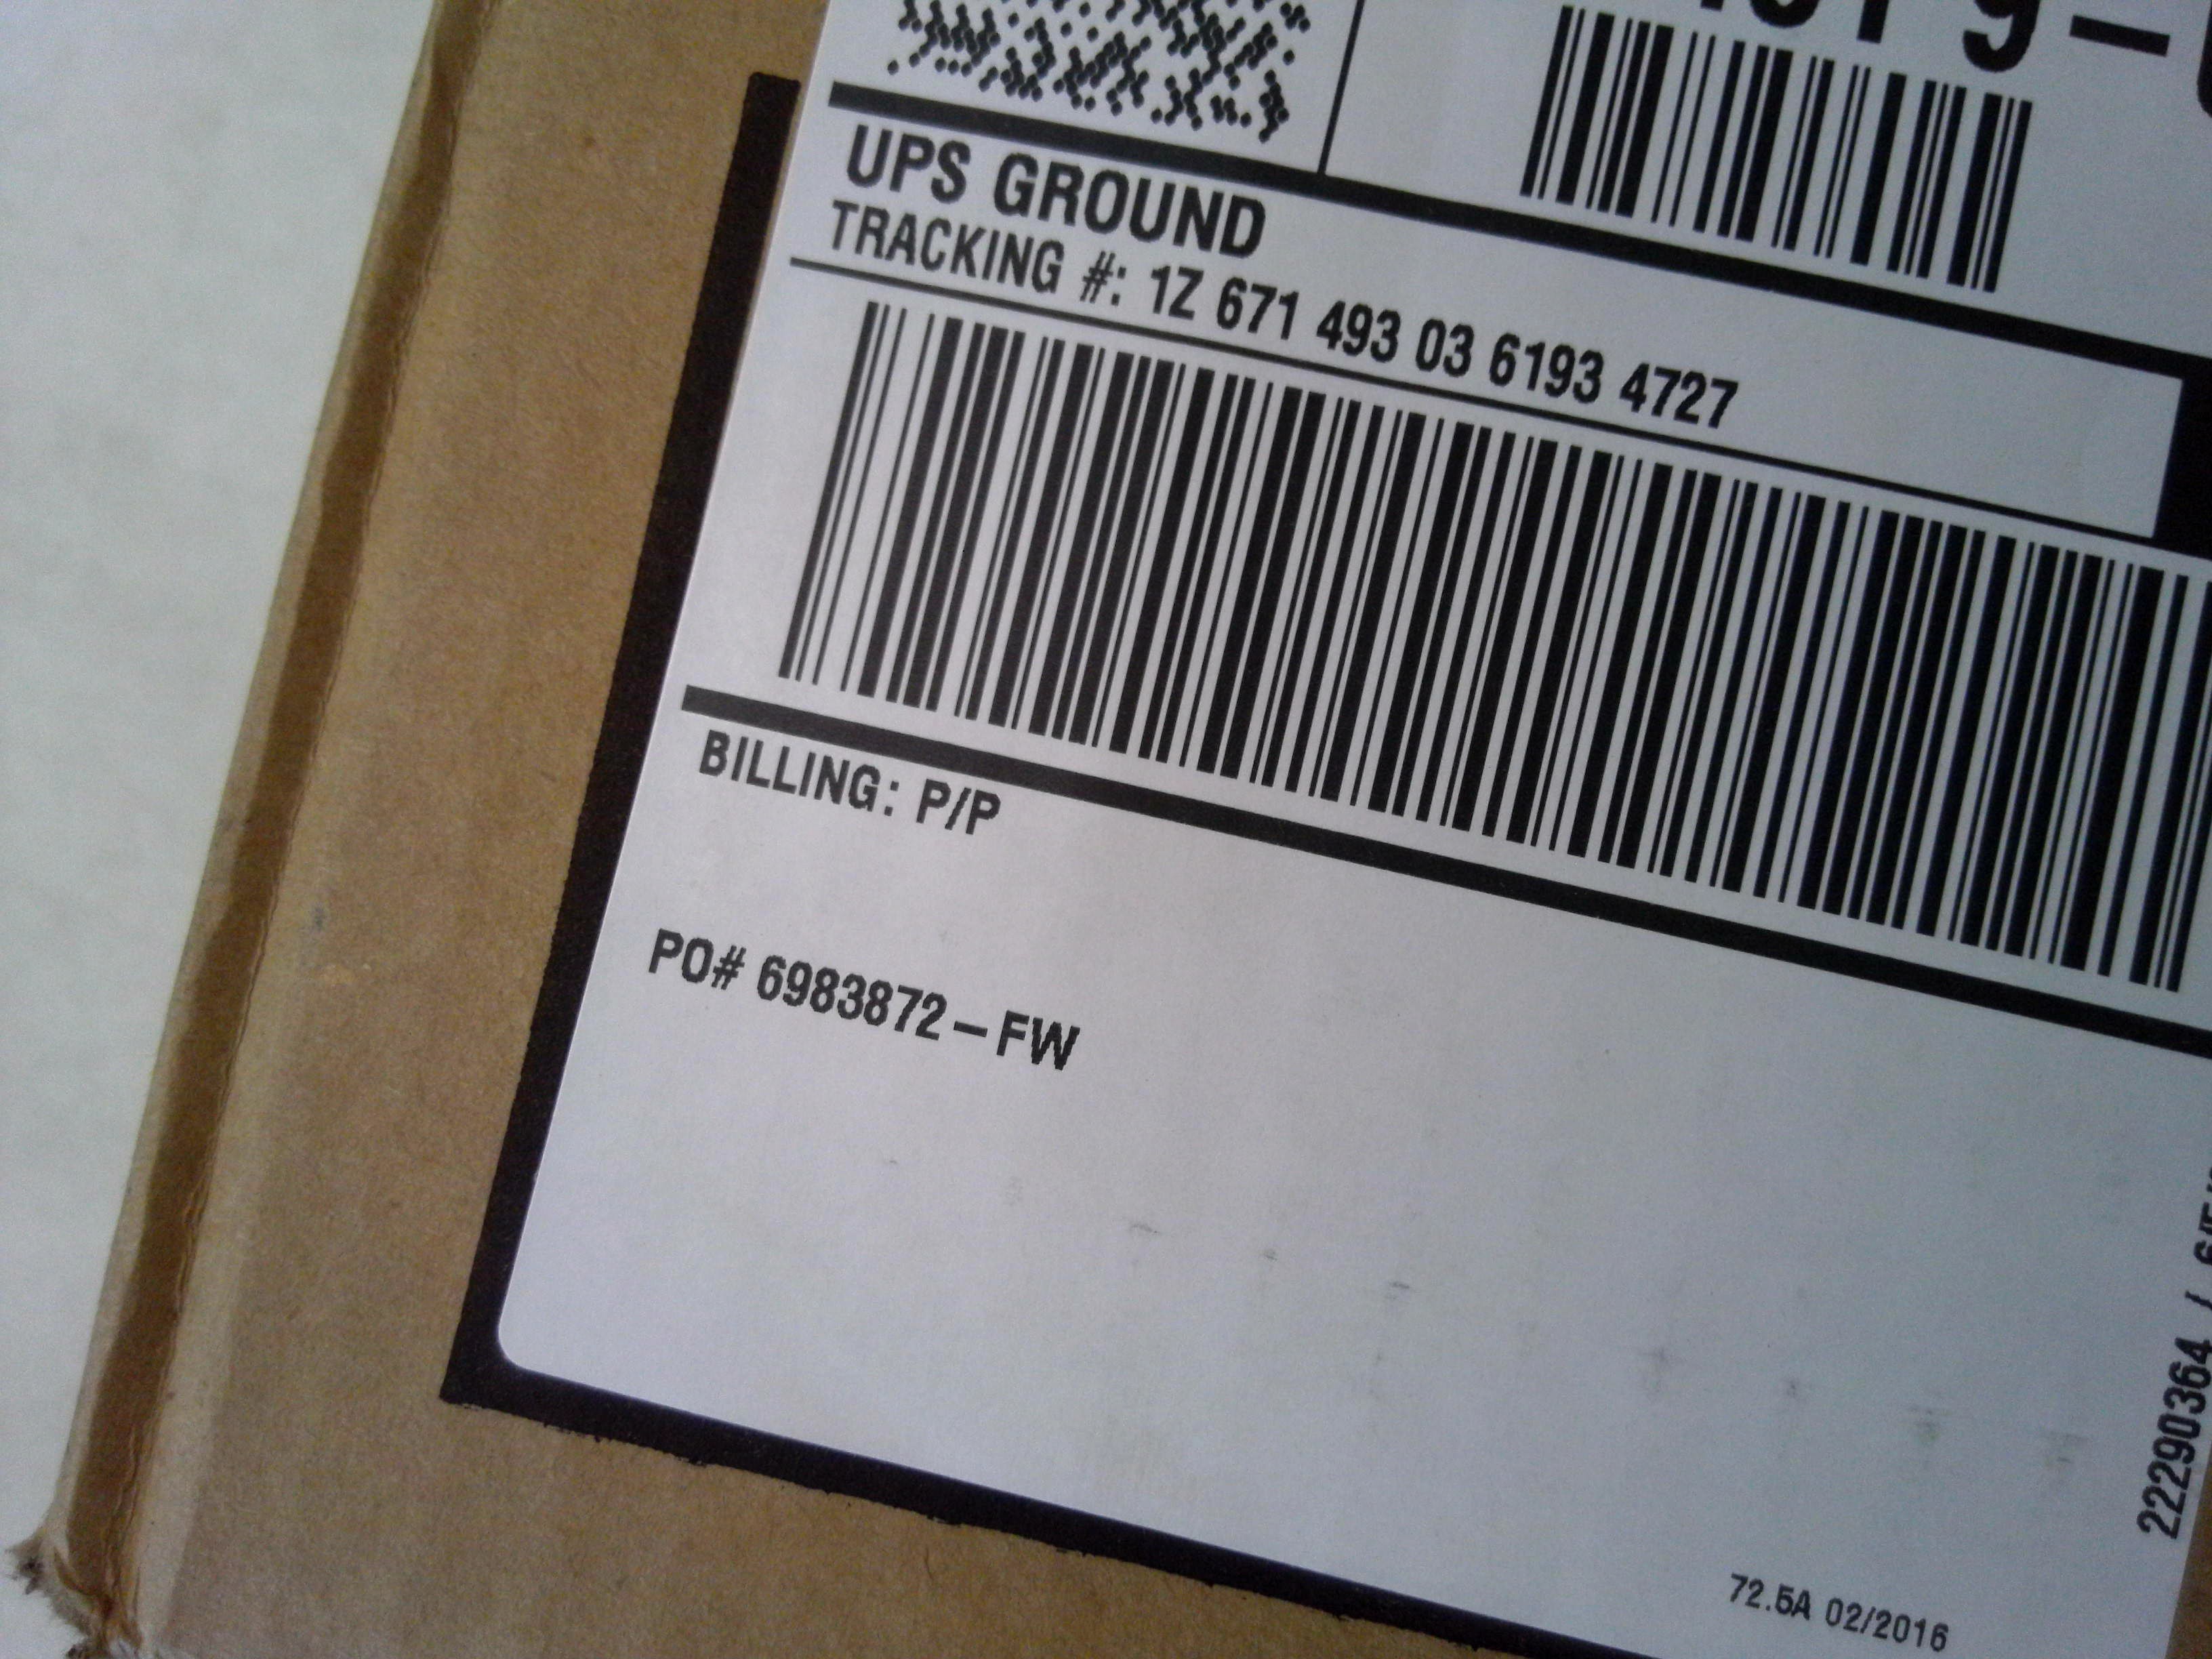 UPS GROUND
TRACKING #: 1Z 671 493 03 6193 4727
BILLING: P/P
PO# 6983872-FW
22290364 /
72.5A 02/2016